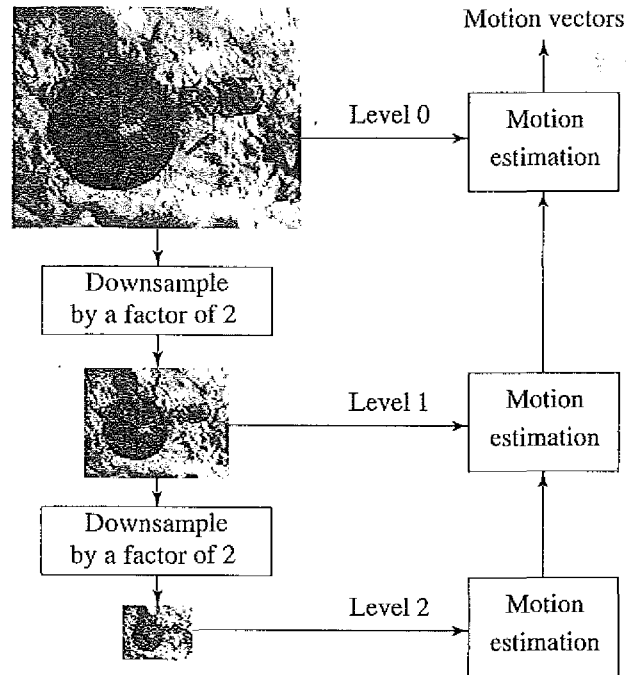 Motion vectors
Level 0
Motion
estimation
Downsample
by a factor of 2
Level 1
Motion
estimation
Downsample
by a factor of 2
Level 2
Motion
estimation